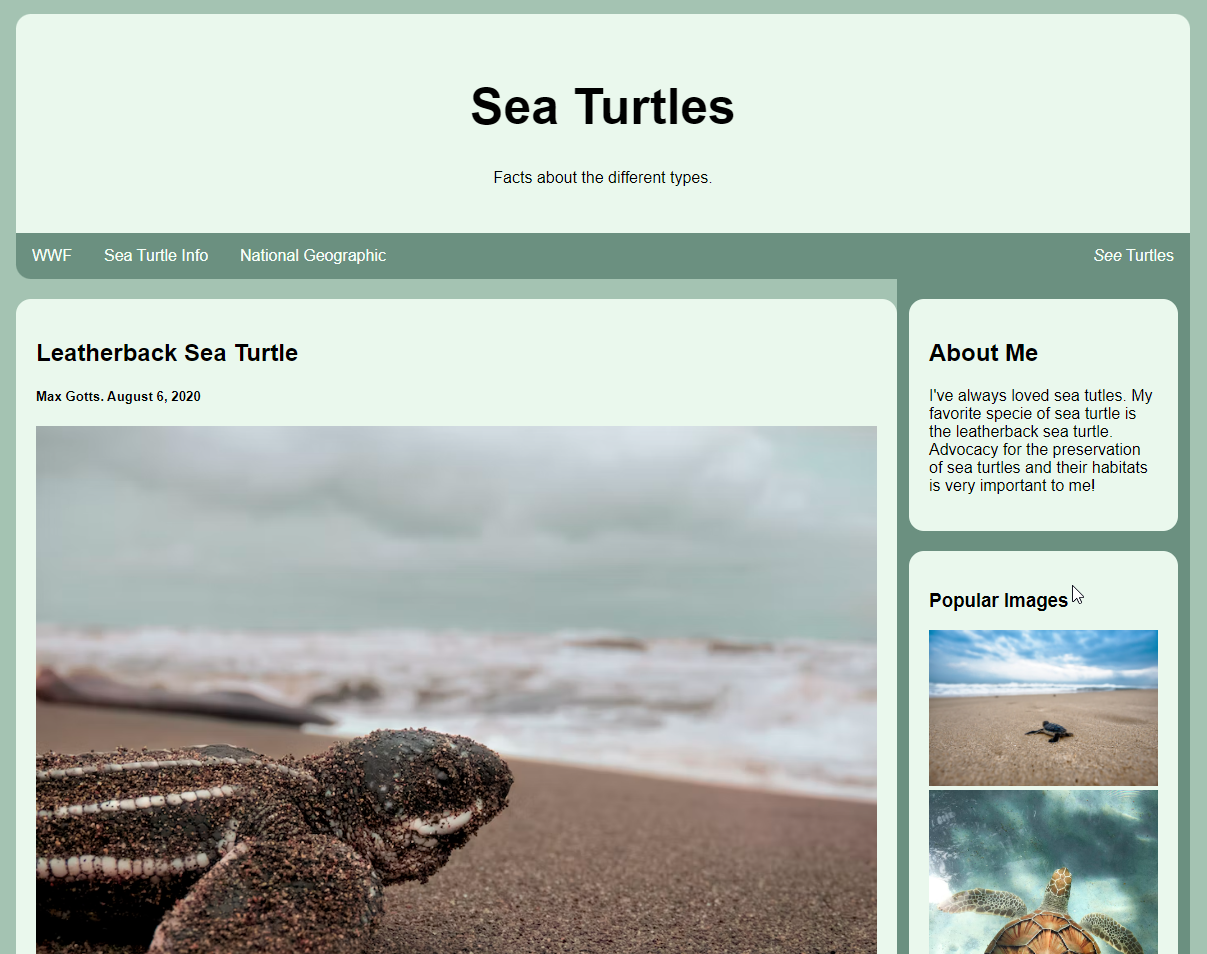 Sea Turtles
Facts about the different types.
WWF Sea Turtle Info National Geographic See Turtles
Leatherback Sea Turtle
Max Gotts. August 6, 2020
About Me
I've always loved sea tutles. My
favorite specie of sea turtle is
the leatherback sea turtle.
Advocacy for the preservation
of sea turtles and their habitats
is very important to me!
Popular Images